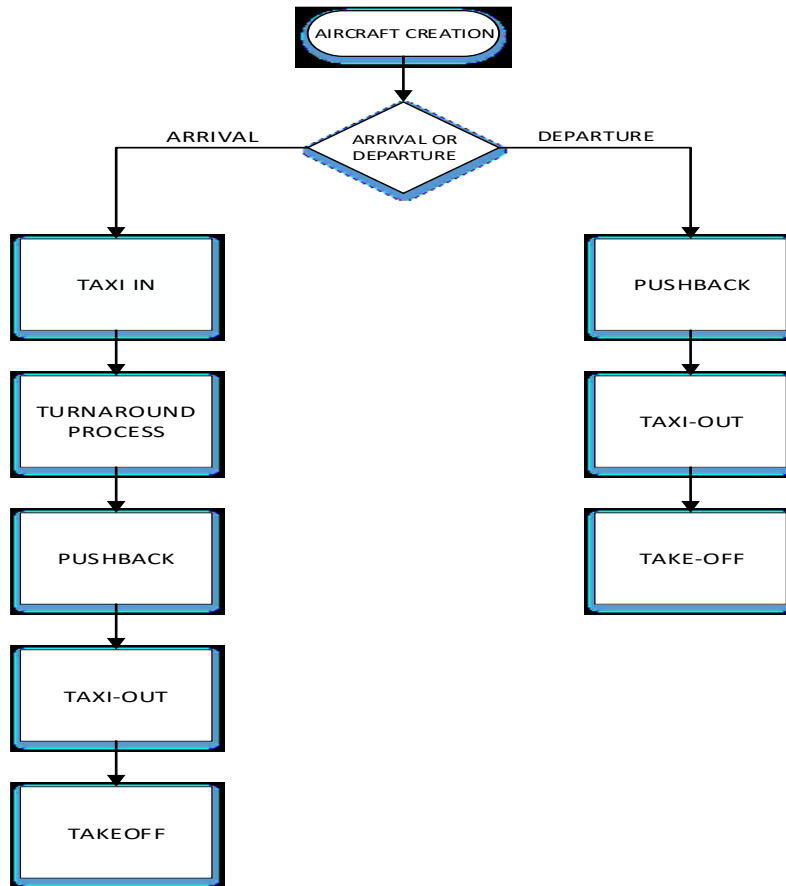 AIRCRAFT CREATION
ARRIVAL OR
DEPARTURE
ARRIVAL
DEPARTURE
TAXI IN
TURNAROUND
PROCESS
PUSHBACK
TAXI-OUT
TAKEOFF
PUSHBACK
TAXI-OUT
TAKE-OFF